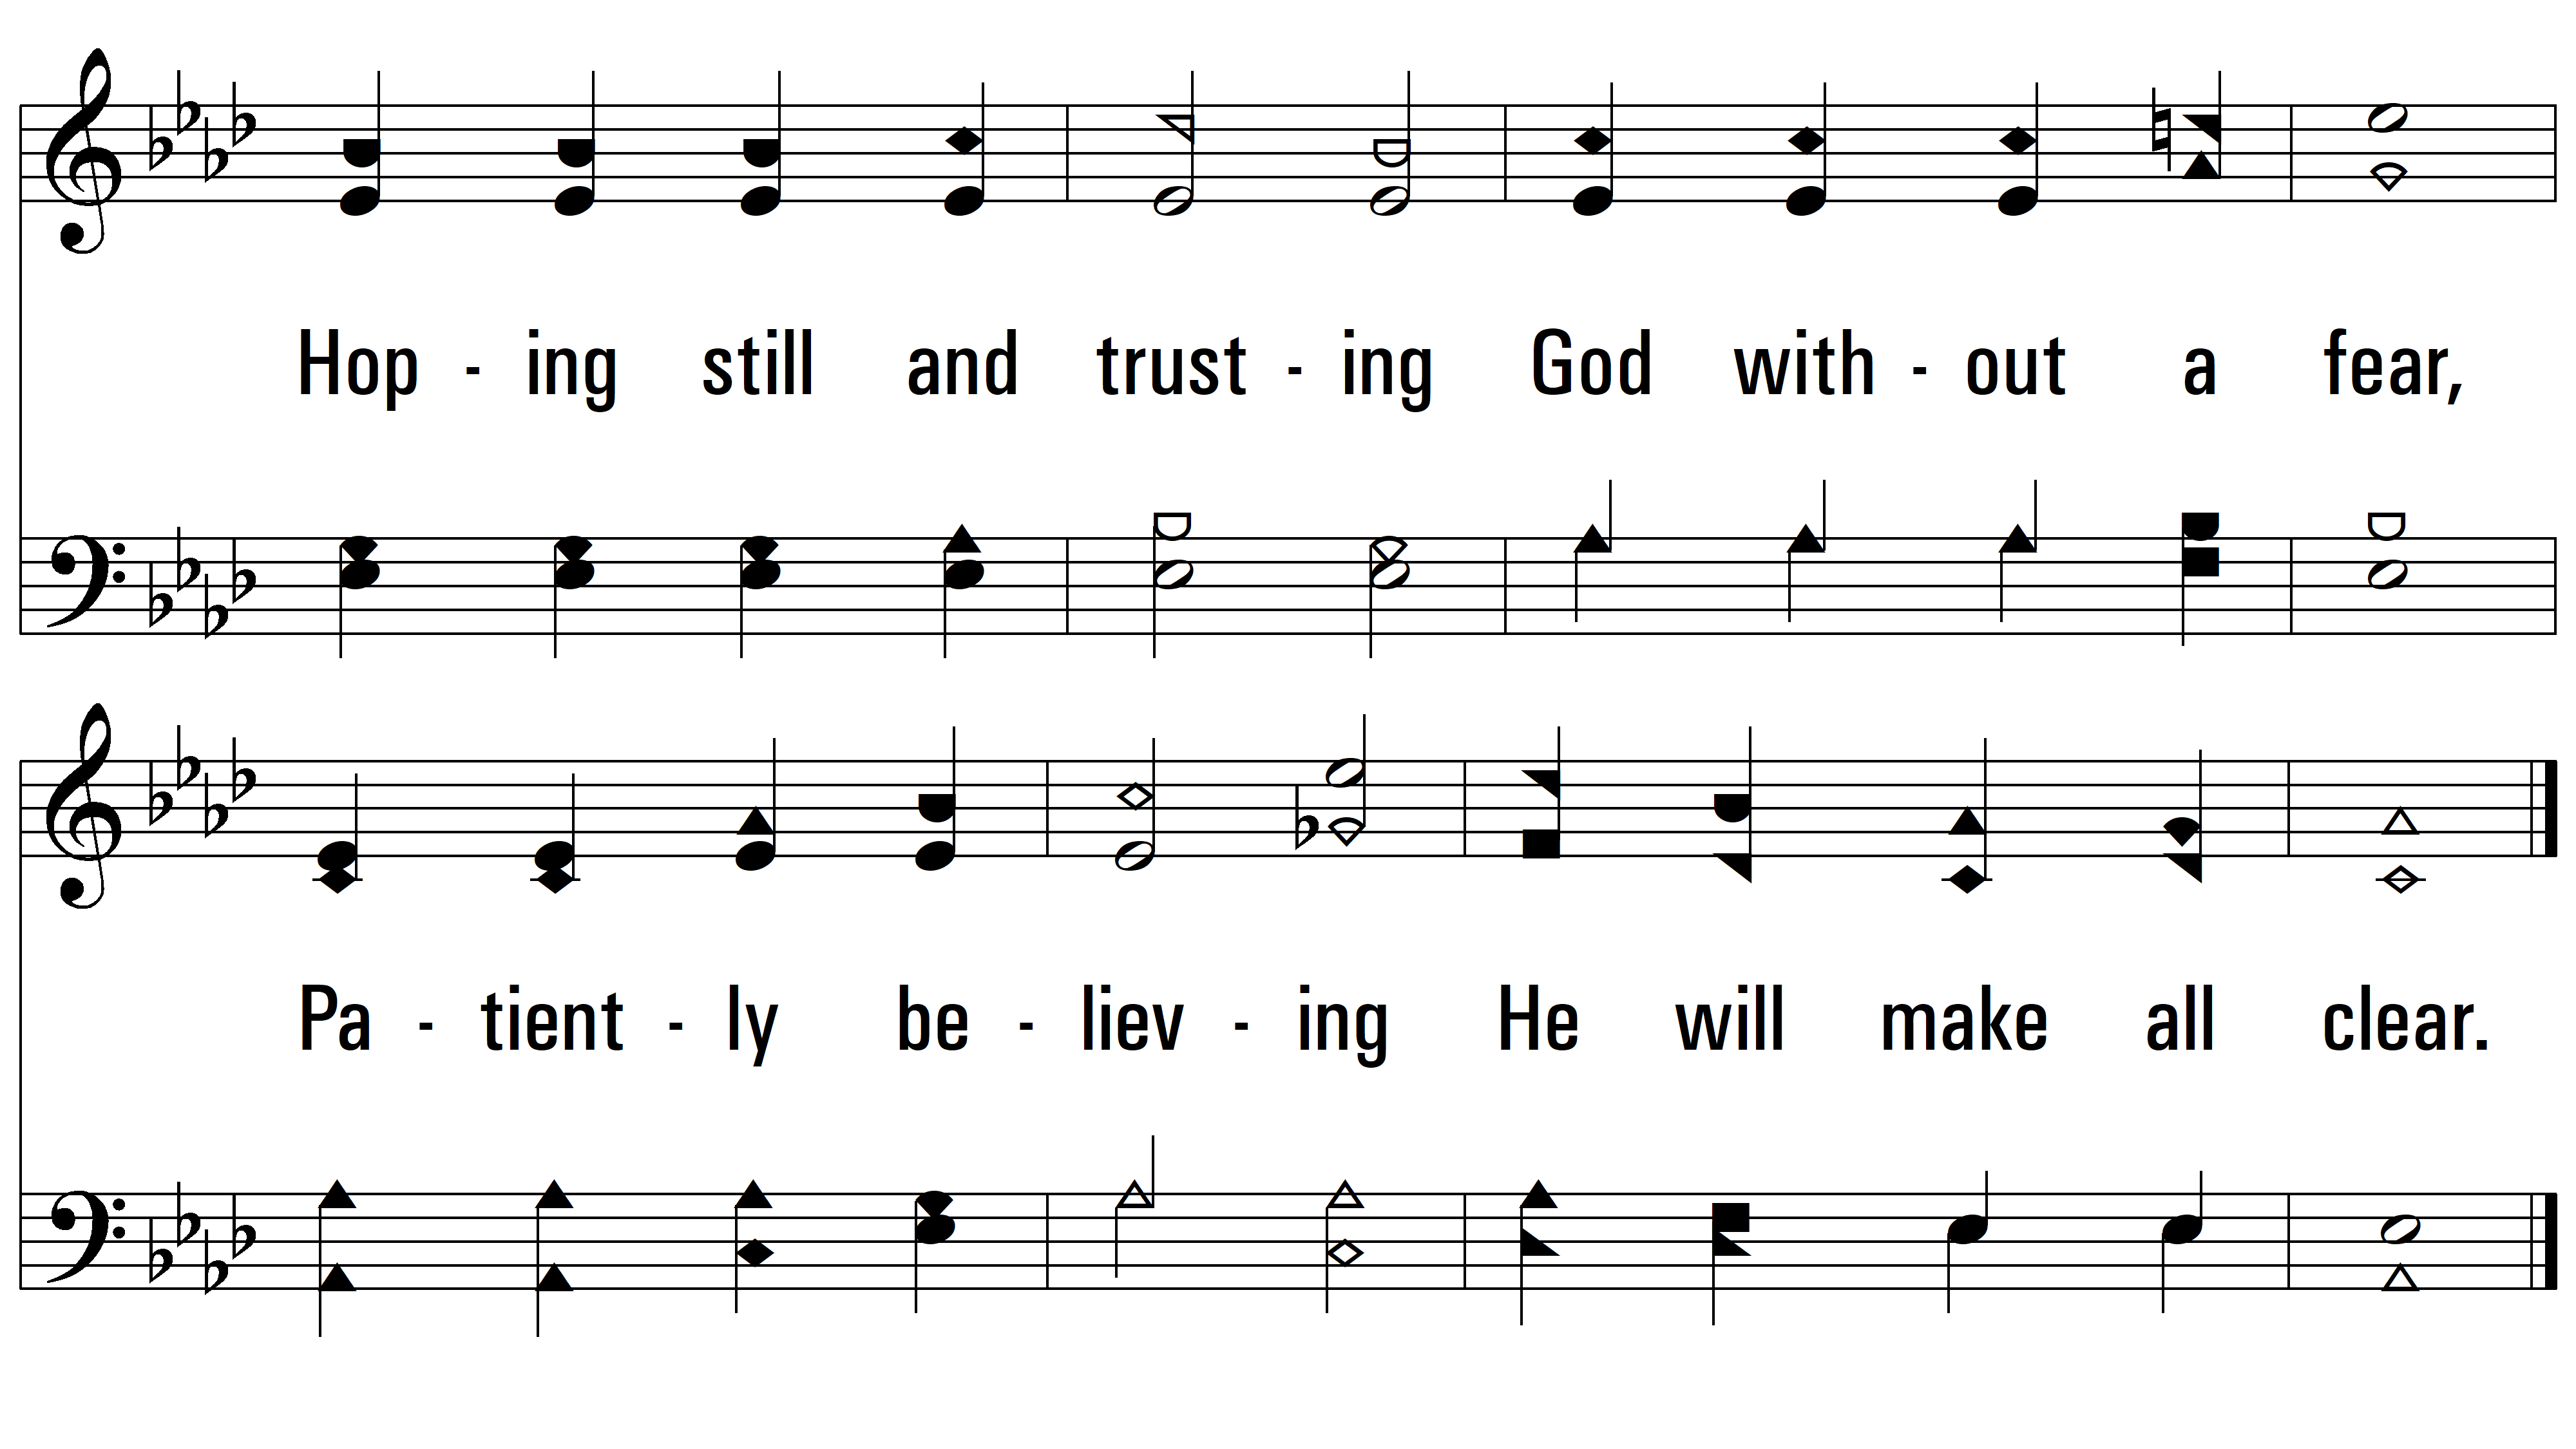 Hop - ing still and trust - ing God with - out a fear,
Pa - tient - ly be - liev - ing He will make all clear.